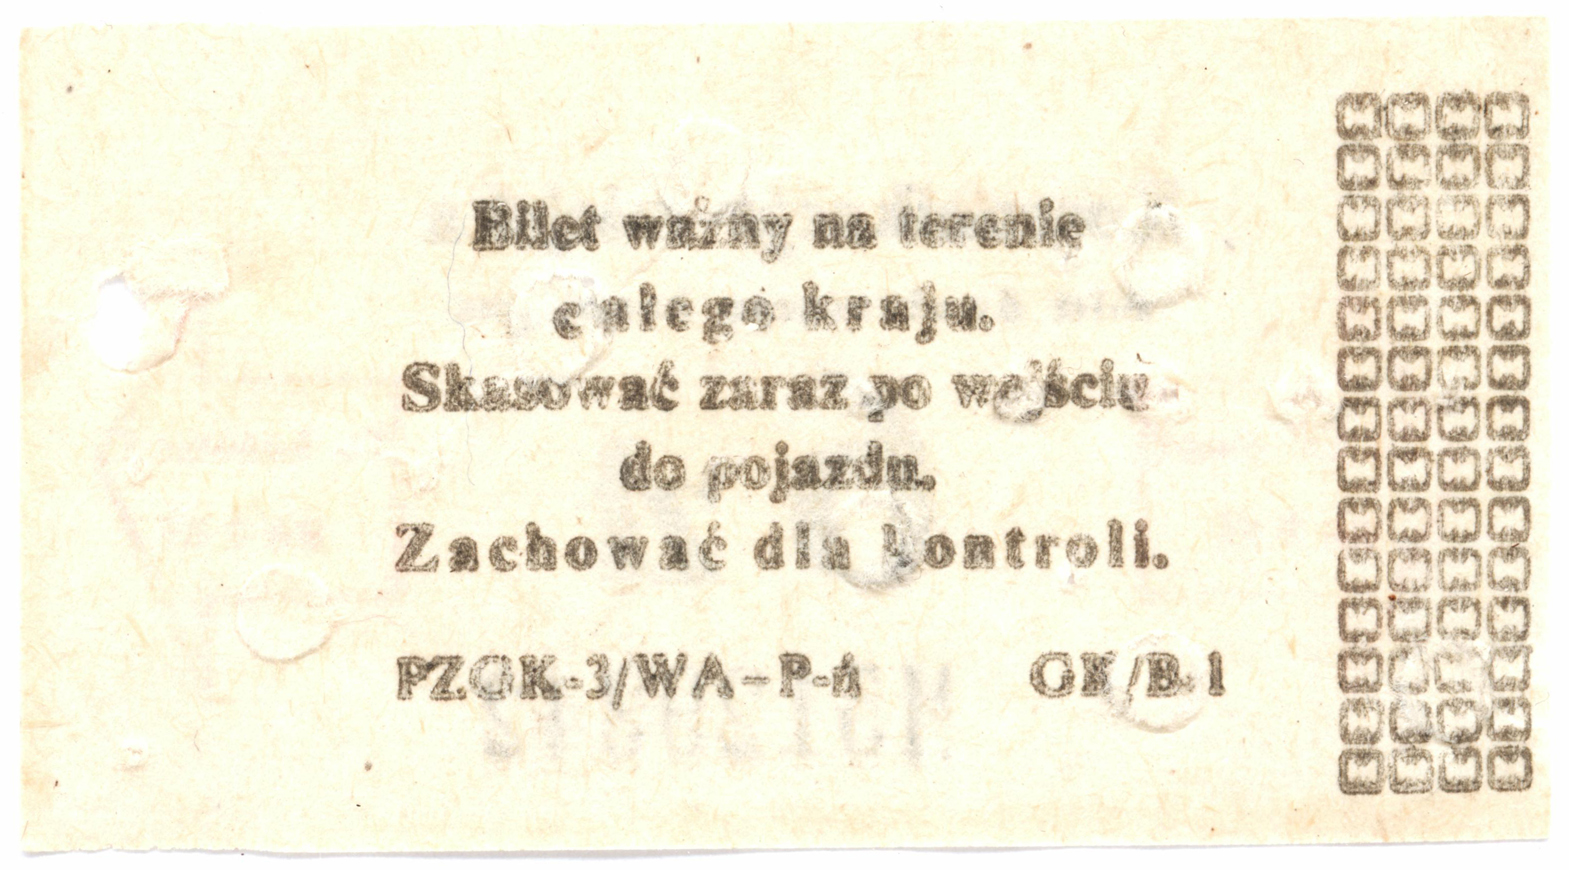 Bilet ważny na terenie
całego kraju.
Skasować zaraz po wejściu
do pojazdu.
Zachować dla kontroli.
PZGK-3/WA–P-ń GK/B-1